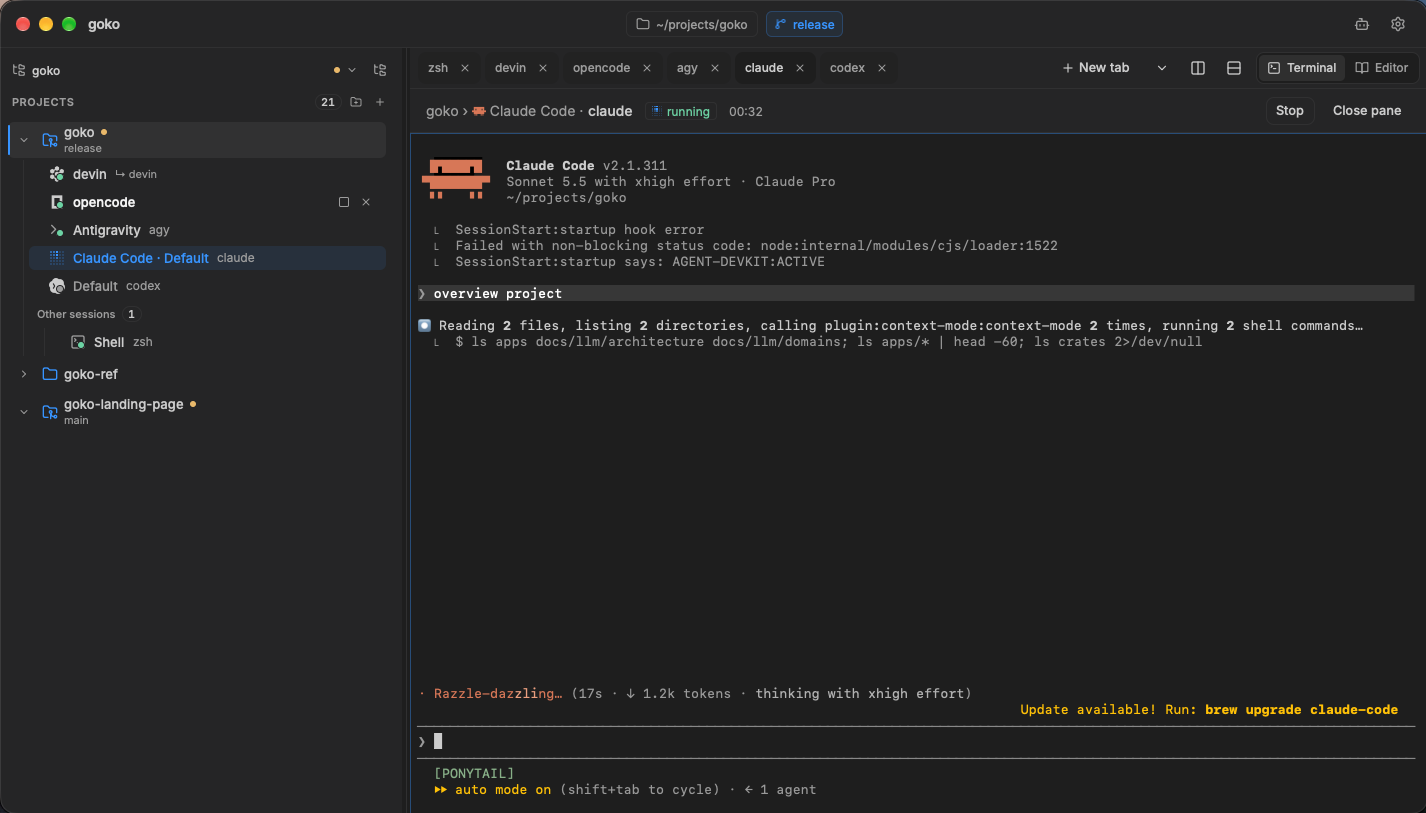 goko
~/projects/goko
release
goko
PROJECTS
21
goko
release
devin ↳ devin
opencode
Antigravity agy
Claude Code · Default claude
Default codex
Other sessions 1
Shell zsh
goko-ref
goko-landing-page
main
zsh
devin
opencode
agy
claude
codex
New tab
Terminal
Editor
goko › Claude Code · claude
running
00:32
Stop
Close pane
Claude Code v2.1.311
Sonnet 5.5 with xhigh effort · Claude Pro
~/projects/goko
SessionStart:startup hook error
Failed with non-blocking status code: node:internal/modules/cjs/loader:1522
SessionStart:startup says: AGENT-DEVKIT:ACTIVE
❯ overview project
Reading 2 files, listing 2 directories, calling plugin:context-mode:context-mode 2 times, running 2 shell commands…
$ ls apps docs/llm/architecture docs/llm/domains; ls apps/* | head -60; ls crates 2>/dev/null
· Razzle-dazzling… (17s · ↓ 1.2k tokens · thinking with xhigh effort)
Update available! Run: brew upgrade claude-code
❯
[PONYTAIL]
⏵⏵ auto mode on (shift+tab to cycle) · ← 1 agent